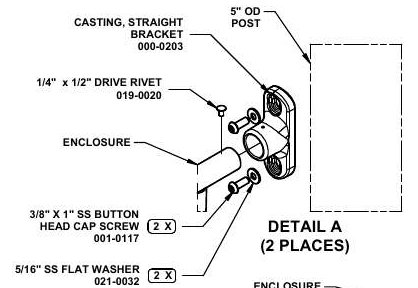 CASTING, STRAIGHT
BRACKET
000-0203
5" OD
POST
1/4" x 1/2" DRIVE RIVET
019-0020
ENCLOSURE
3/8" X 1" SS BUTTON
HEAD CAP SCREW
001-0117
2 X
DETAIL A
(2 PLACES)
5/16" SS FLAT WASHER
021-0032
2 X
ENCLOSURE